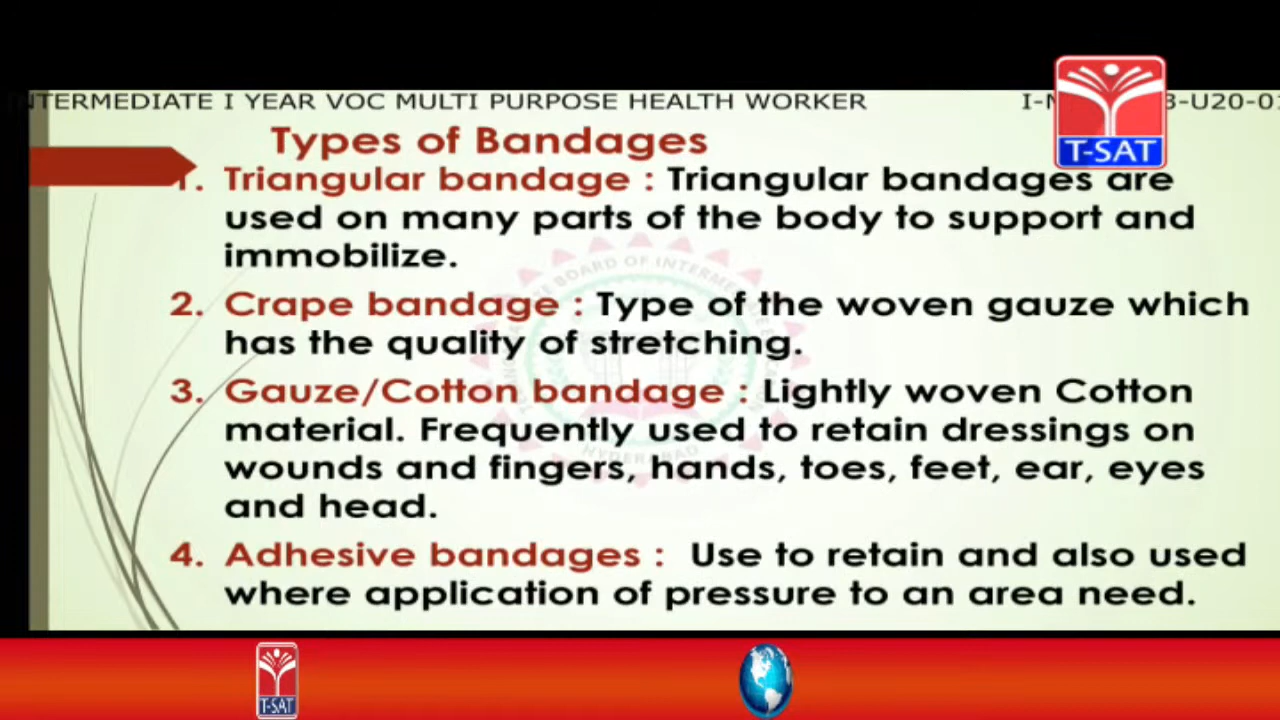 INTERMEDIATE I YEAR VOC MULTI PURPOSE HEALTH WORKER
T-SAT
Types of Bandages
1. Triangular bandage : Triangular bandages are
used on many parts of the body to support and
immobilize.
2. Crape bandage : Type of the woven gauze which
has the quality of stretching.
3. Gauze/Cotton bandage : Lightly woven Cotton
material. Frequently used to retain dressings on
wounds and fingers, hands, toes, feet, ear, eyes
and head.
4. Adhesive bandages : Use to retain and also used
where application of pressure to an area need.
T-SAT